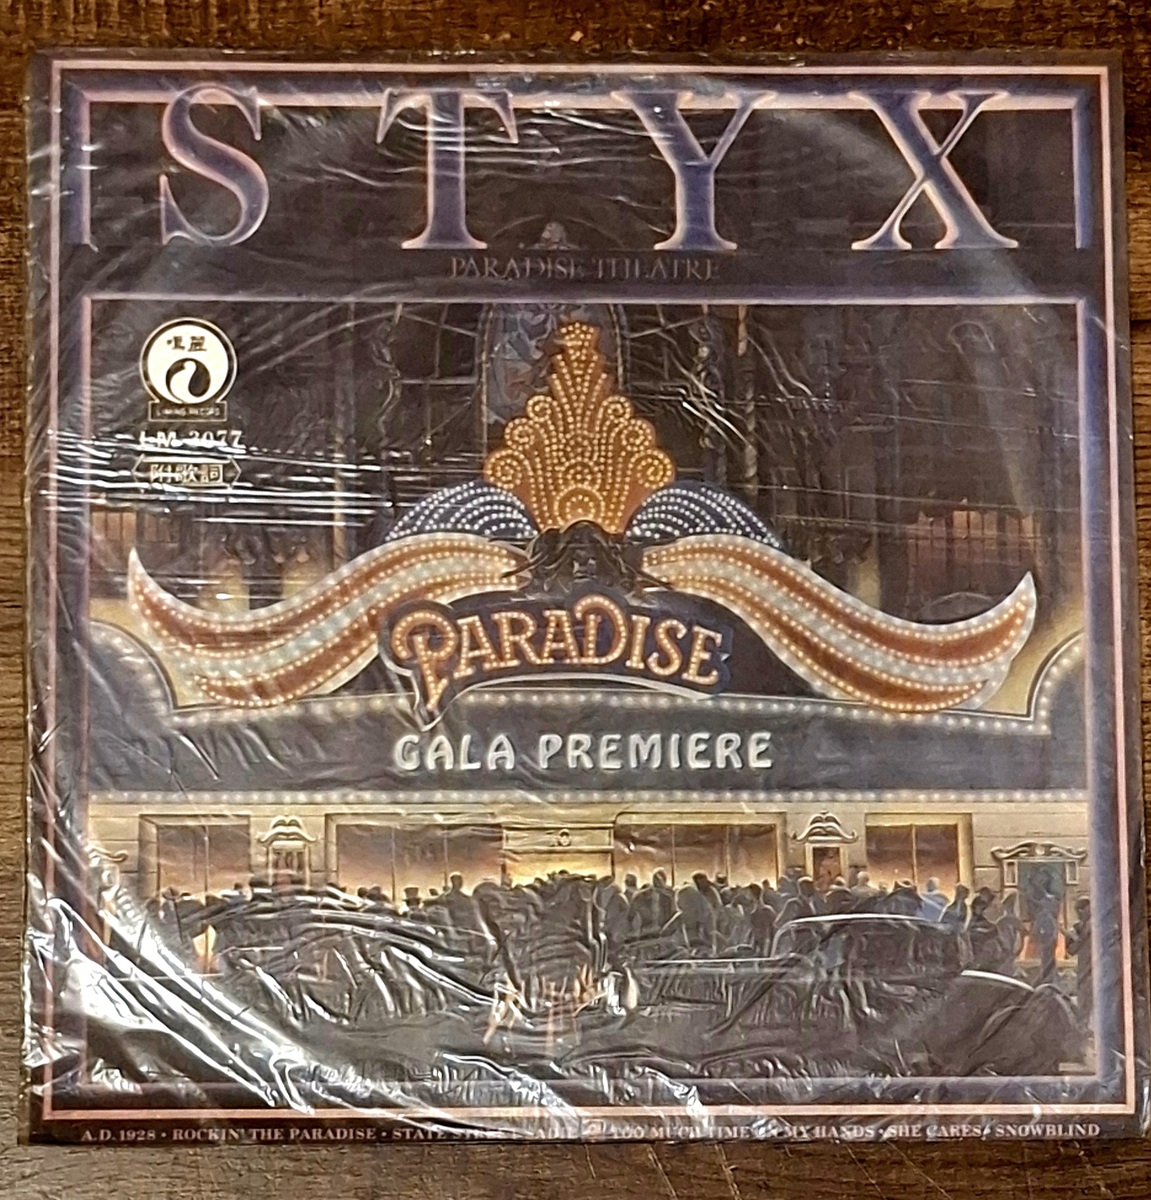 STYX
PARADISE THEATRE
LM-2077
附歌詞
PARADISE
GALA PREMIERE
A.D. 1928 • ROCKIN' THE PARADISE • STATE STREET SADIE • TOO MUCH TIME ON MY HANDS • SHE CARES • SNOWBLIND